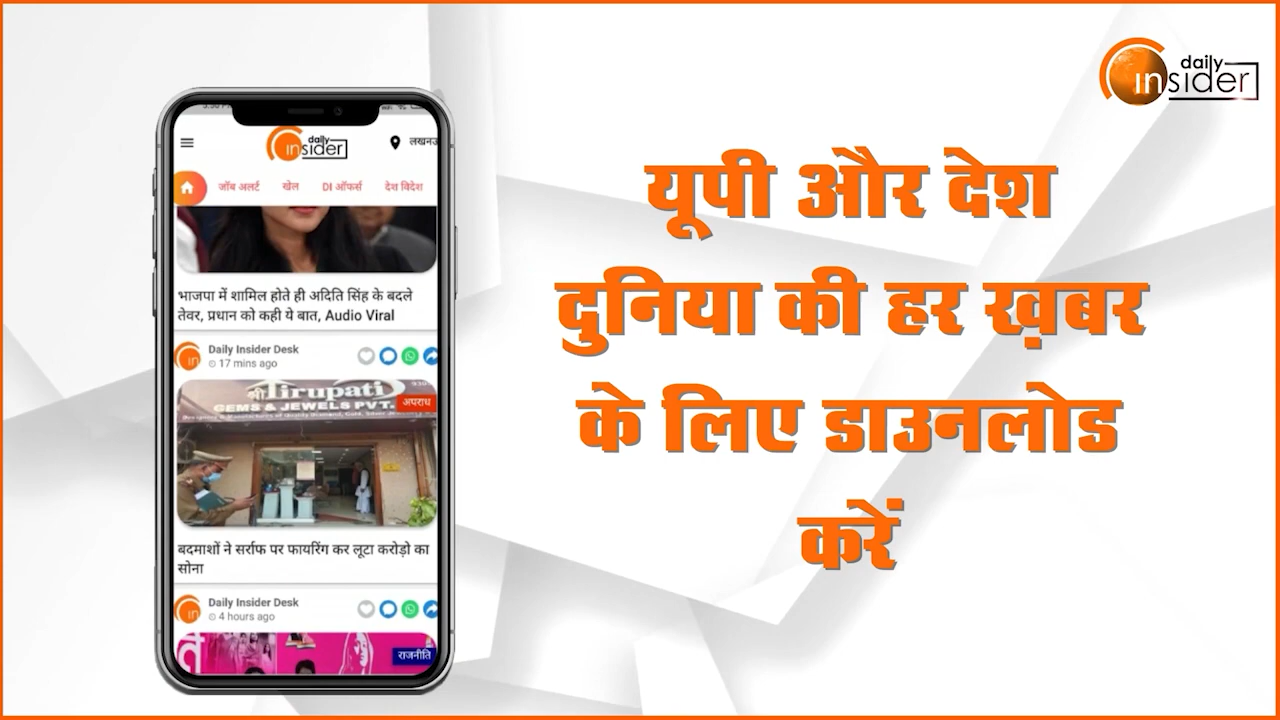 daily
insider
यूपी और देश
दुनिया की हर ख़बर
के लिए डाउनलोड
करें
daily
insider
लखनऊ
जॉब अलर्ट खेल DI ऑफर्स देश विदेश
भाजपा में शामिल होते ही अदिति सिंह के बदले
तेवर, प्रधान को कही ये बात, Audio Viral
Daily Insider Desk
17 mins ago
श्री Tirupati
GEMS & JEWELS PVT.
अपराध
बदमाशों ने सर्राफ पर फायरिंग कर लूटा करोड़ो का
सोना
Daily Insider Desk
4 hours ago
राजनीति